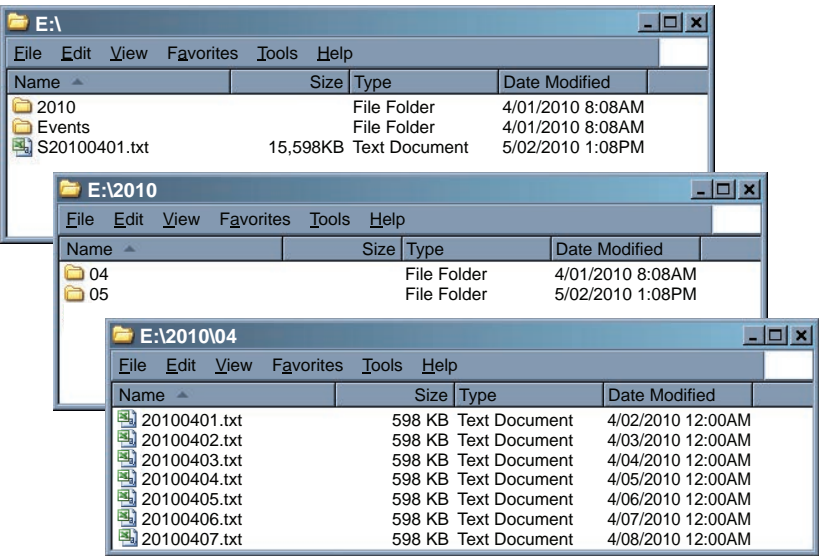 E:\
File Edit View Favorites Tools Help
Name Size Type Date Modified
2010 File Folder 4/01/2010 8:08AM
Events File Folder 4/01/2010 8:08AM
S20100401.txt 15,598KB Text Document 5/02/2010 1:08PM
E:\2010
File Edit View Favorites Tools Help
Name Size Type Date Modified
04 File Folder 4/01/2010 8:08AM
05 File Folder 5/02/2010 1:08PM
E:\2010\04
File Edit View Favorites Tools Help
Name Size Type Date Modified
20100401.txt 598 KB Text Document 4/02/2010 12:00AM
20100402.txt 598 KB Text Document 4/03/2010 12:00AM
20100403.txt 598 KB Text Document 4/04/2010 12:00AM
20100404.txt 598 KB Text Document 4/05/2010 12:00AM
20100405.txt 598 KB Text Document 4/06/2010 12:00AM
20100406.txt 598 KB Text Document 4/07/2010 12:00AM
20100407.txt 598 KB Text Document 4/08/2010 12:00AM